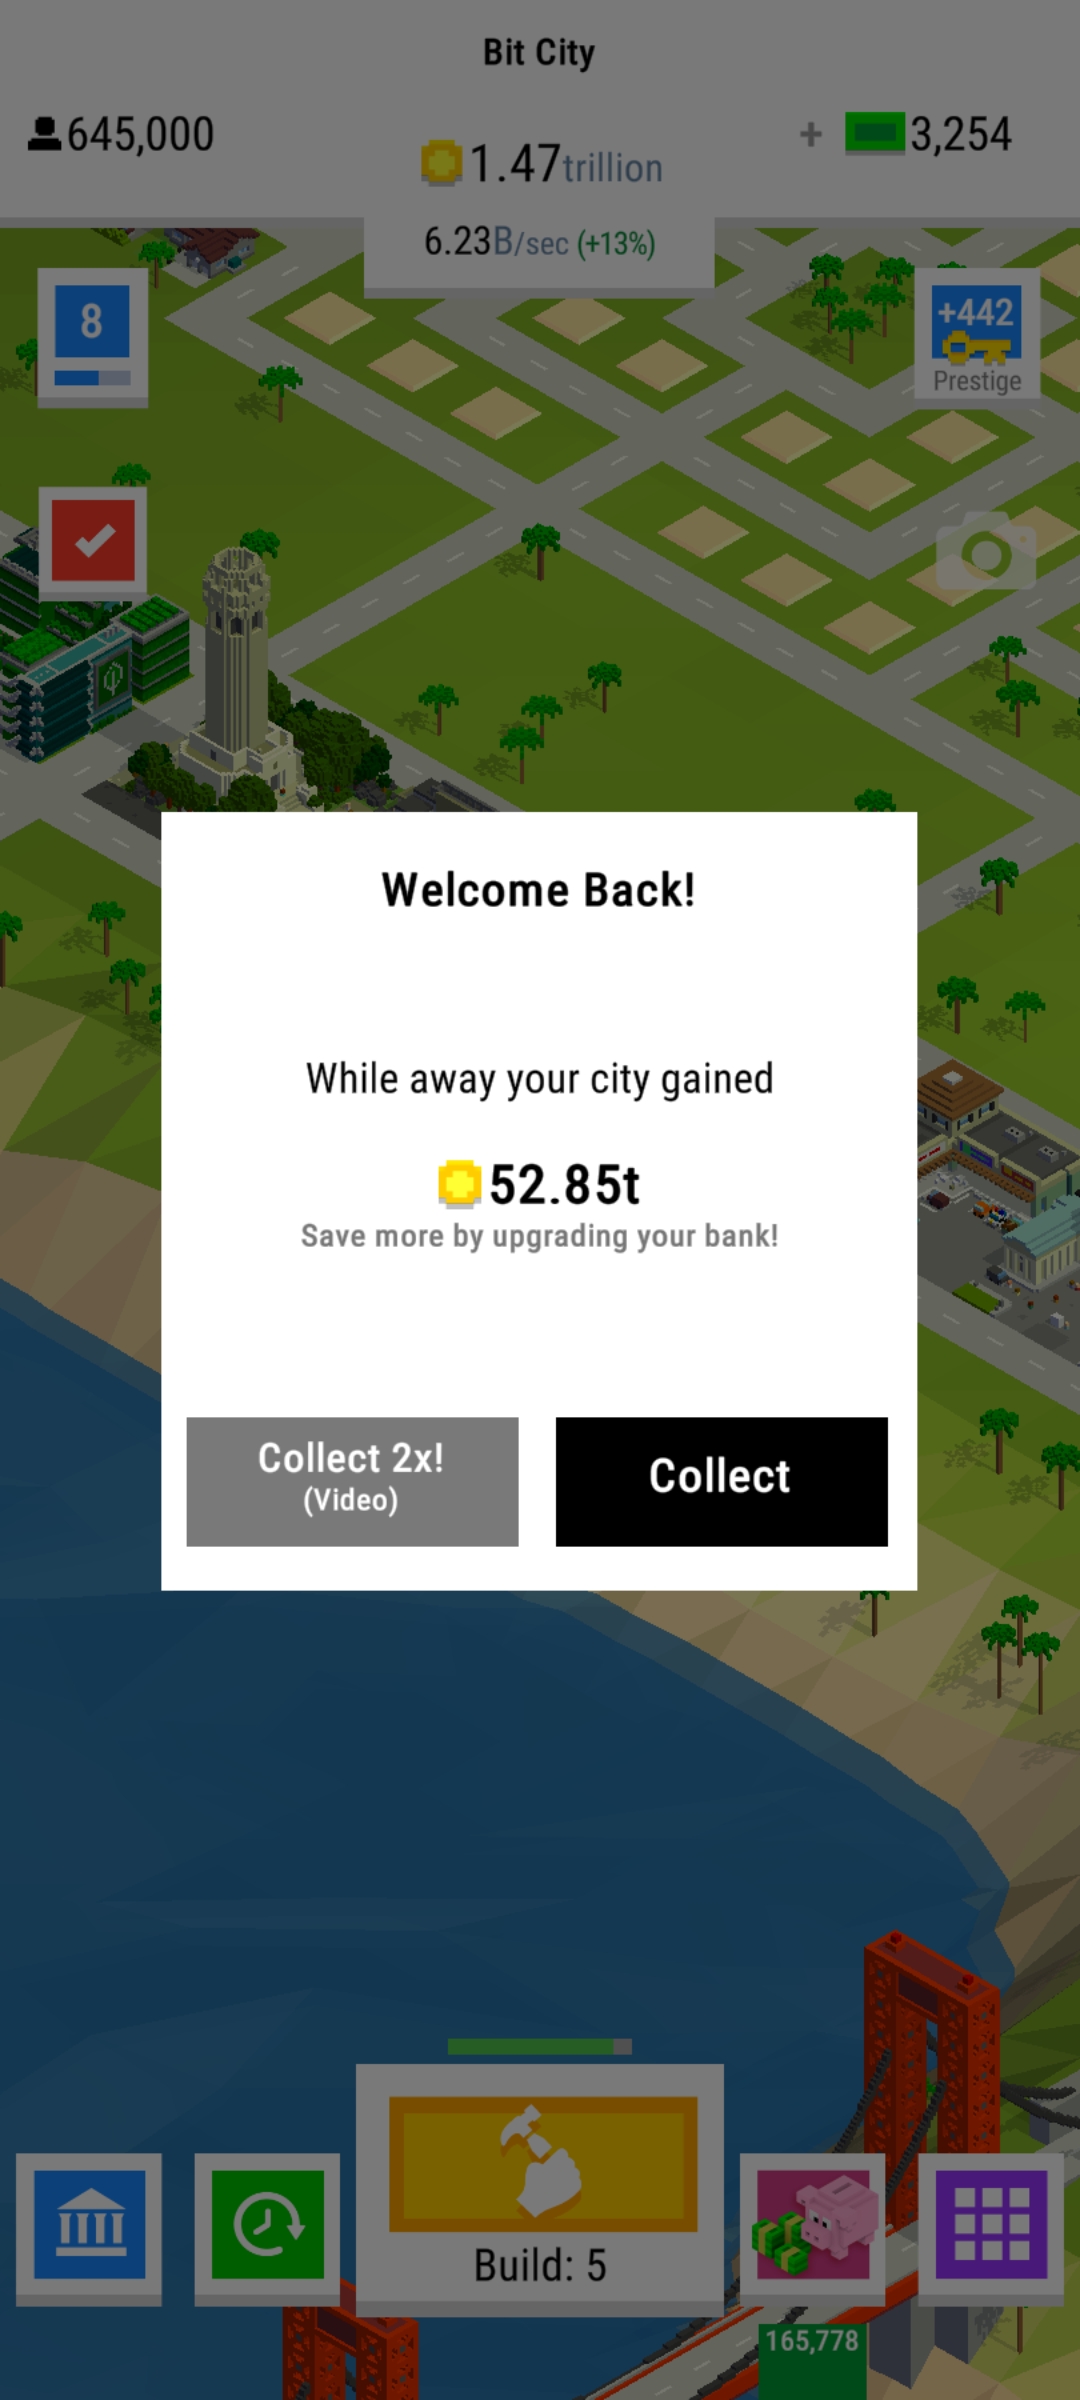 Bit City
645,000
1.47trillion
+ 3,254
6.23B/sec (+13%)
8
+442
Prestige
Welcome Back!
While away your city gained
52.85t
Save more by upgrading your bank!
Collect 2x!
(Video)
Collect
Build: 5
165,778